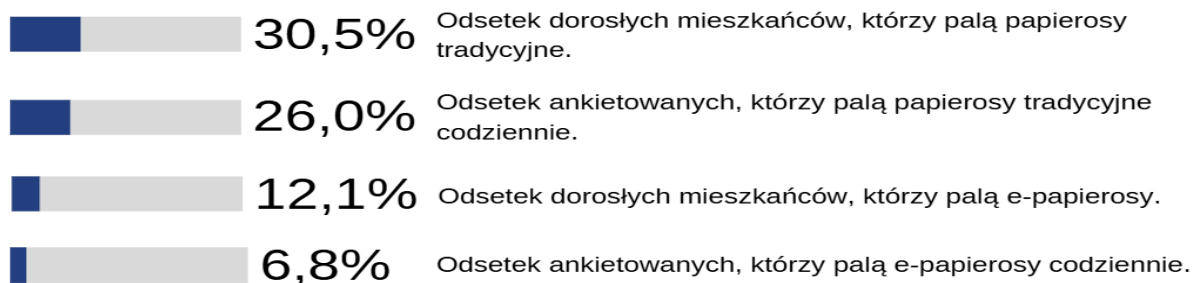 30,5%
Odsetek dorosłych mieszkańców, którzy palą papierosy
tradycyjne.
26,0%
Odsetek ankietowanych, którzy palą papierosy tradycyjne
codziennie.
12,1%
Odsetek dorosłych mieszkańców, którzy palą e-papierosy.
6,8%
Odsetek ankietowanych, którzy palą e-papierosy codziennie.